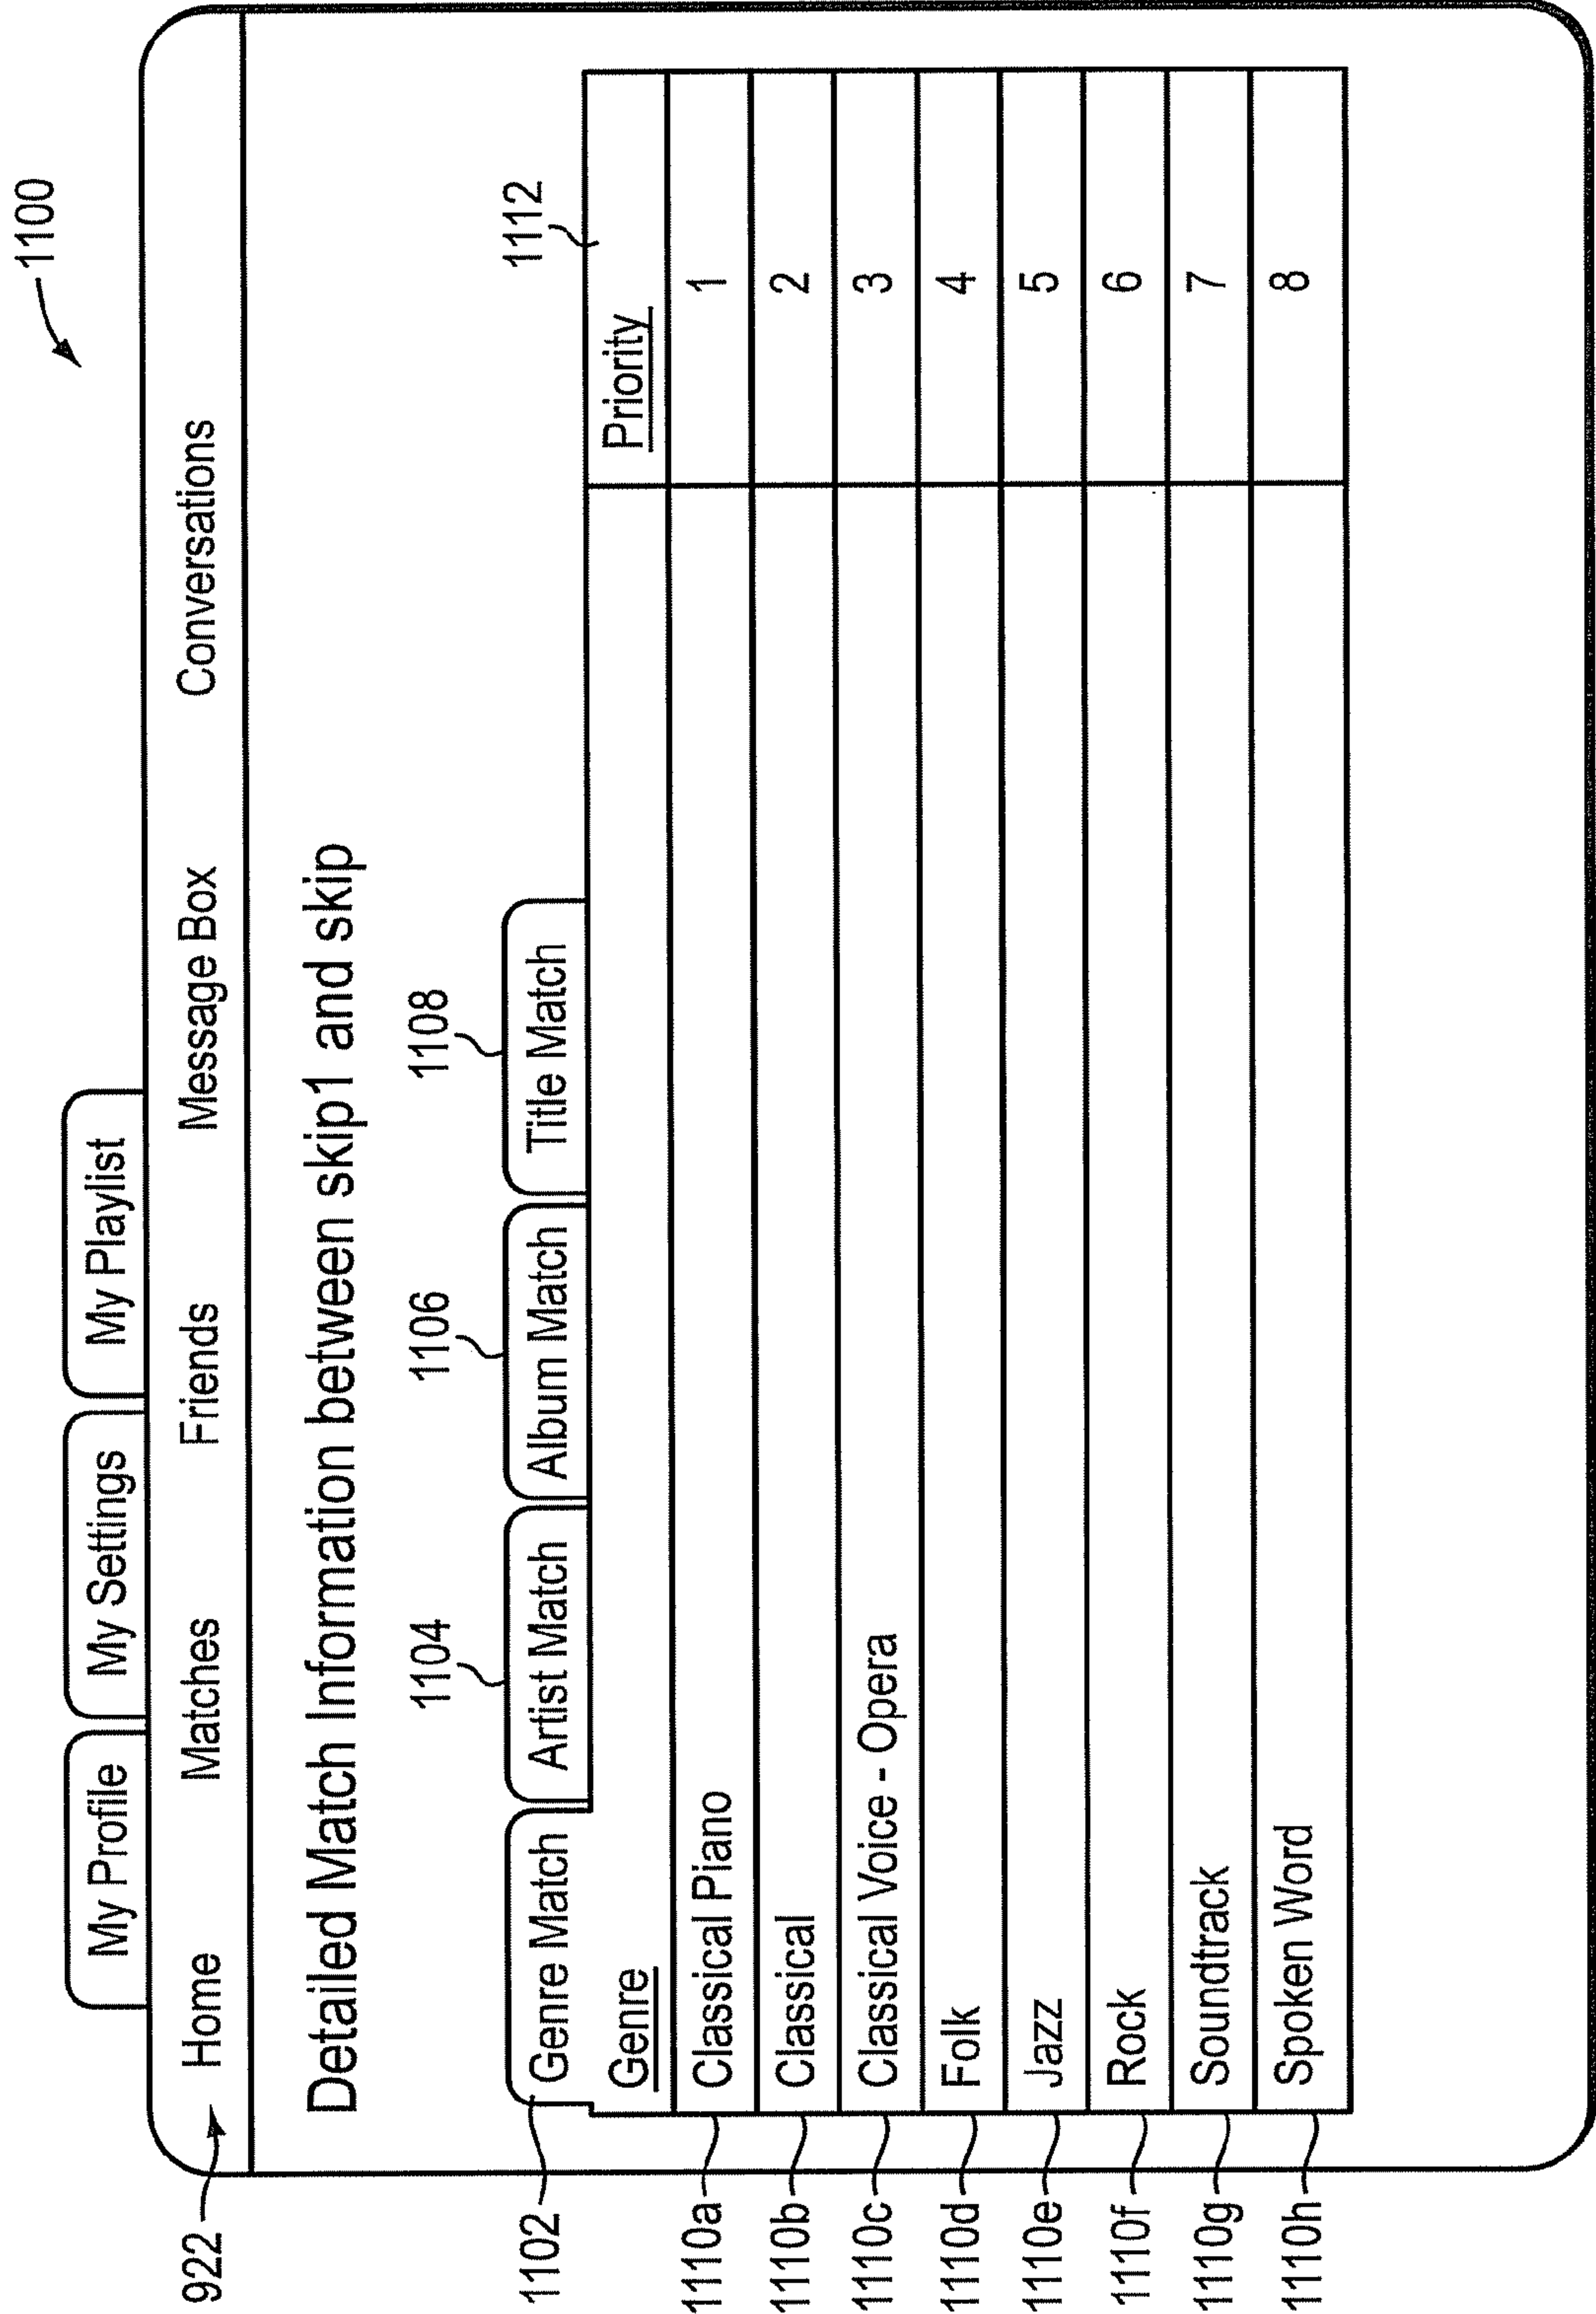 1100
My Profile My Settings My Playlist
922 Home Matches Friends Message Box Conversations
Detailed Match Information between skip1 and skip
1104 1106 1108
1102 Genre Match Artist Match Album Match Title Match 1112
Genre Priority
1110a Classical Piano 1
1110b Classical 2
1110c Classical Voice - Opera 3
1110d Folk 4
1110e Jazz 5
1110f Rock 6
1110g Soundtrack 7
1110h Spoken Word 8